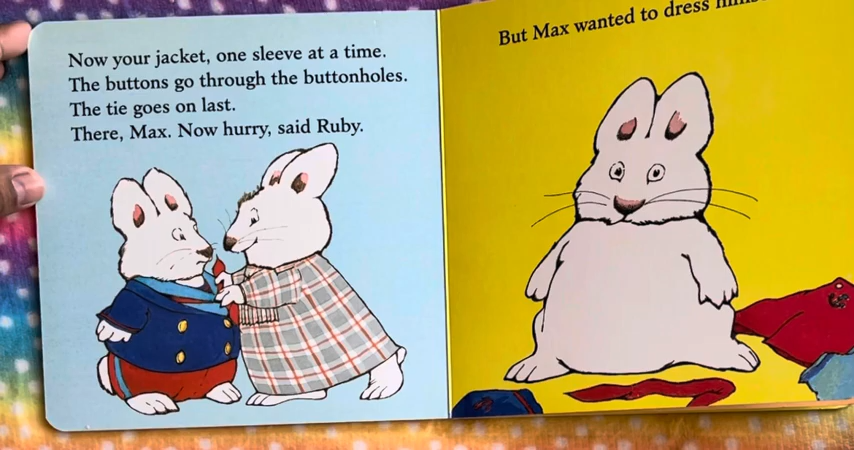 Now your jacket, one sleeve at a time.
The buttons go through the buttonholes.
The tie goes on last.
There, Max. Now hurry, said Ruby.
But Max wanted to dress